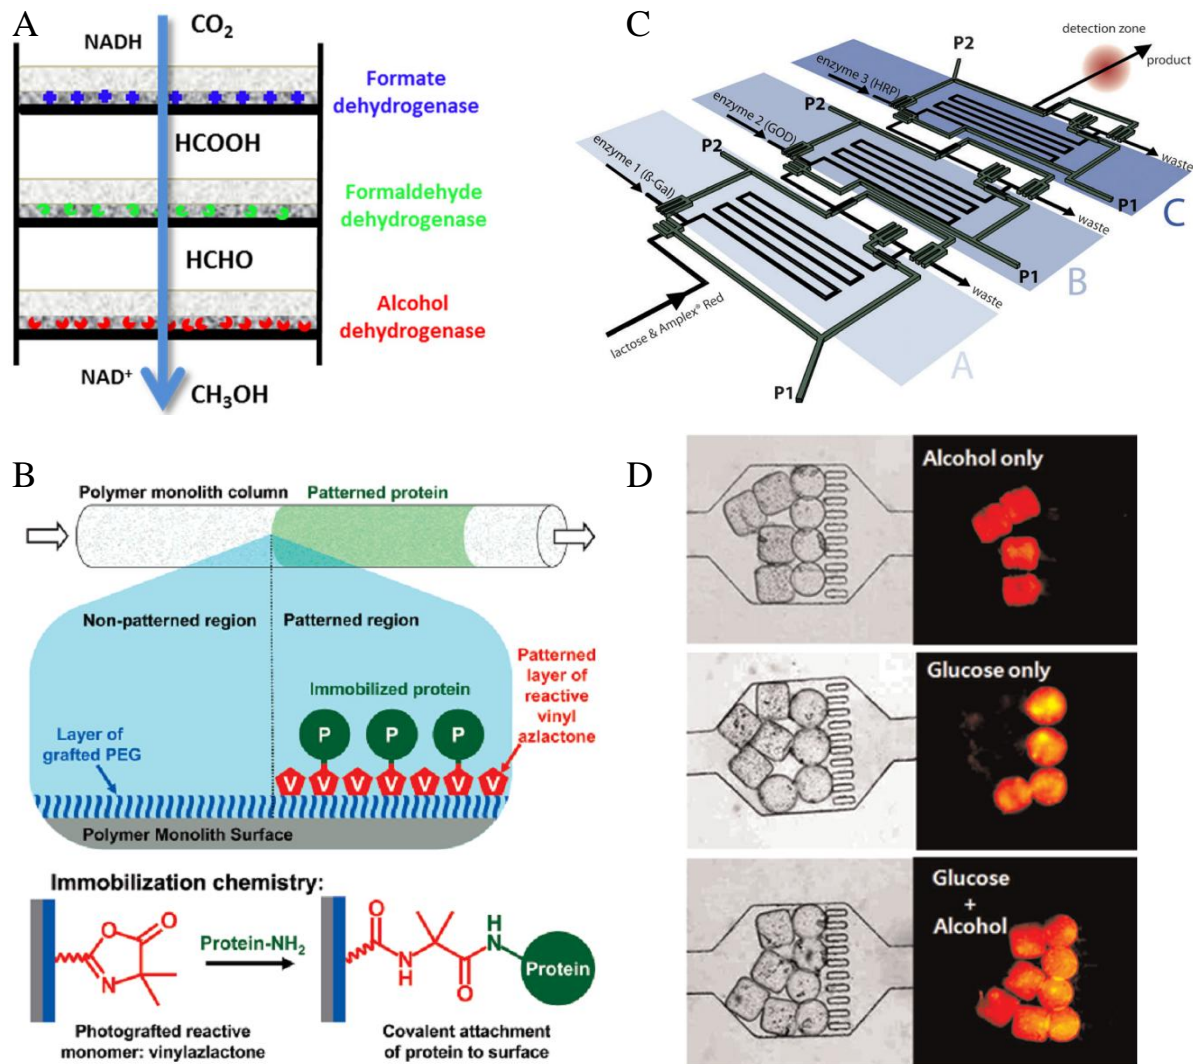 A
CO2
NADH
Formate
dehydrogenase
HCOOH
Formaldehyde
dehydrogenase
HCHO
Alcohol
dehydrogenase
NAD+
CH3OH
B
Polymer monolith column
Patterned protein
Non-patterned region
Patterned region
Patterned
layer of
reactive
vinyl
azlactone
Immobilized protein
P P P
Layer of
grafted PEG
V V V V V V
Polymer Monolith Surface
Immobilization chemistry:
O
O
N
Protein-NH2
O
N
H
O
H
N
Protein
Photografted reactive
monomer: vinylazlactone
Covalent attachment
of protein to surface
C
detection zone
product
P2
enzyme 3 (HRP)
P2
enzyme 2 (GOD)
P2
enzyme 1 (ß-Gal)
waste
P1
C
waste
P1
B
waste
lactose & Amplex® Red
A
P1
D
Alcohol only
Glucose only
Glucose
+
Alcohol